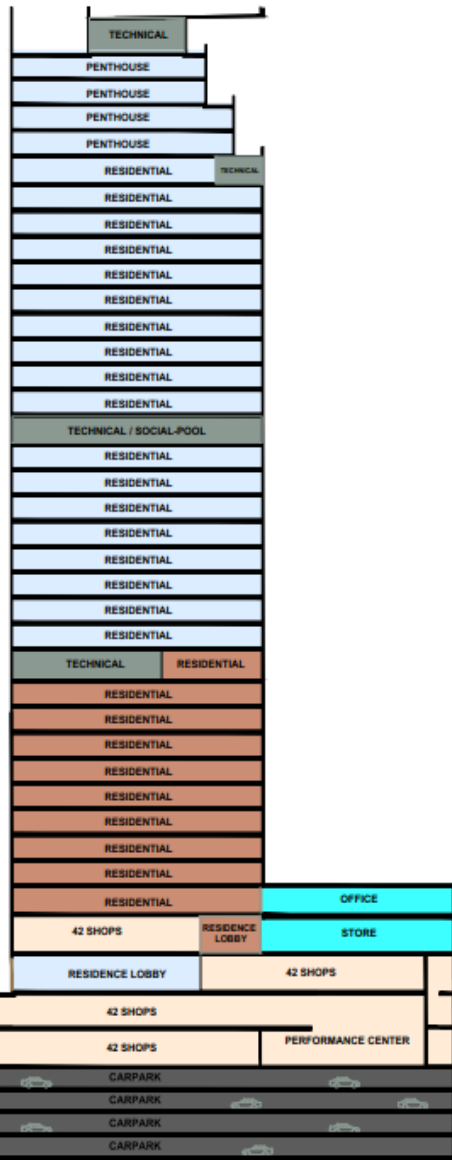 TECHNICAL
PENTHOUSE
PENTHOUSE
PENTHOUSE
PENTHOUSE
RESIDENTIAL TECHNICAL
RESIDENTIAL
RESIDENTIAL
RESIDENTIAL
RESIDENTIAL
RESIDENTIAL
RESIDENTIAL
RESIDENTIAL
RESIDENTIAL
RESIDENTIAL
TECHNICAL / SOCIAL-POOL
RESIDENTIAL
RESIDENTIAL
RESIDENTIAL
RESIDENTIAL
RESIDENTIAL
RESIDENTIAL
RESIDENTIAL
RESIDENTIAL
TECHNICAL RESIDENTIAL
RESIDENTIAL
RESIDENTIAL
RESIDENTIAL
RESIDENTIAL
RESIDENTIAL
RESIDENTIAL
RESIDENTIAL
RESIDENTIAL
RESIDENTIAL OFFICE
42 SHOPS RESIDENCE LOBBY STORE
RESIDENCE LOBBY 42 SHOPS
42 SHOPS
42 SHOPS PERFORMANCE CENTER
CARPARK
CARPARK
CARPARK
CARPARK